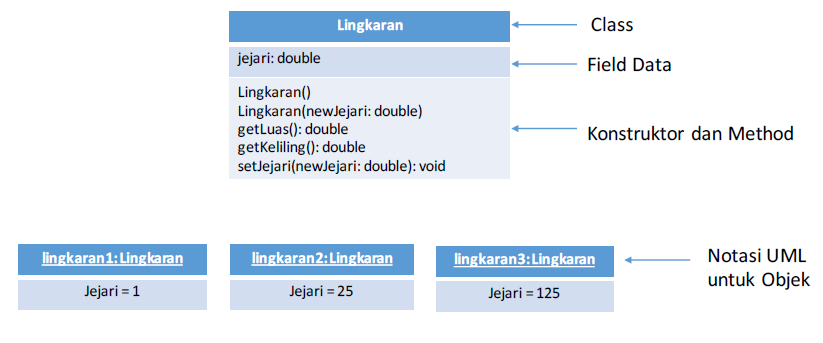 Lingkaran
Class
jejari: double
Field Data
Lingkaran()
Lingkaran(newJejari: double)
getLuas(): double
getKeliling(): double
setJejari(newJejari: double): void
Konstruktor dan Method
lingkaran1:Lingkaran
lingkaran2:Lingkaran
lingkaran3:Lingkaran
Notasi UML
untuk Objek
Jejari = 1
Jejari = 25
Jejari = 125